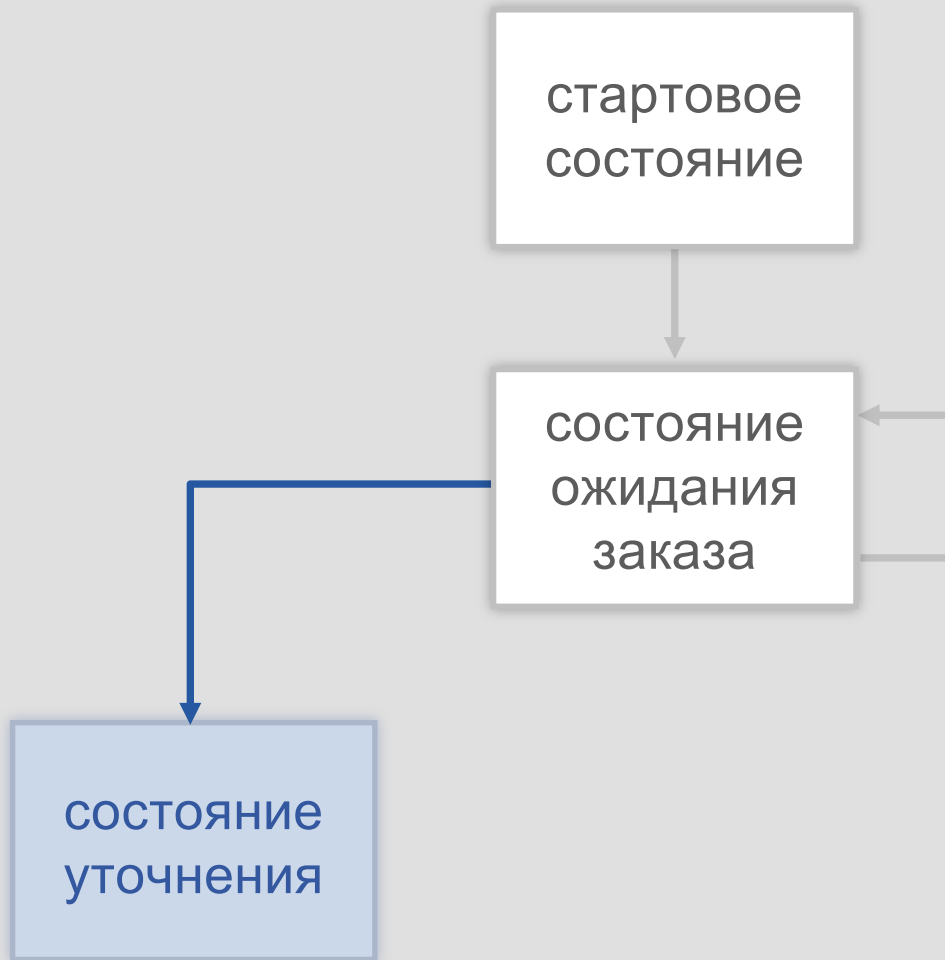 стартовое
состояние
состояние
ожидания
заказа
состояние
уточнения